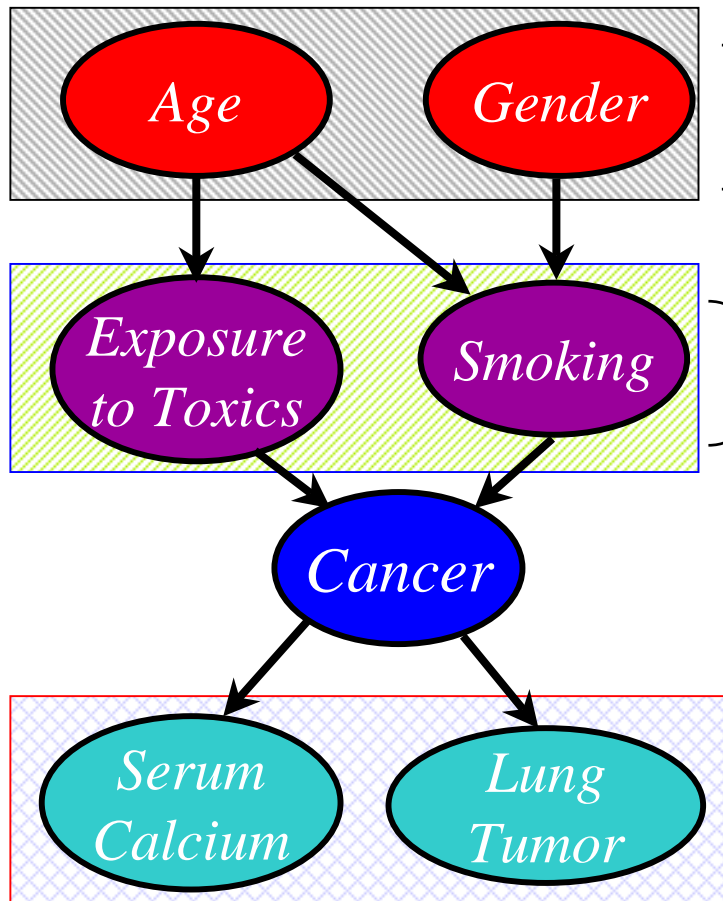 Age
Gender
Exposure
to Toxics
Smoking
Cancer
Serum
Calcium
Lung
Tumor